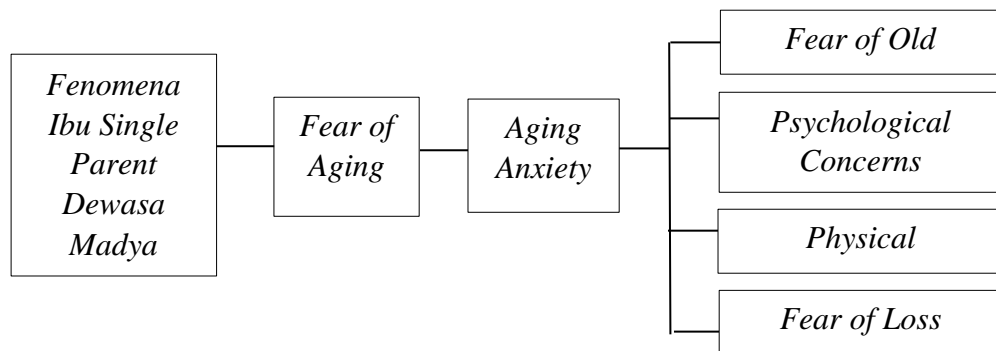 Fenomena
Ibu Single
Parent
Dewasa
Madya
Fear of
Aging
Aging
Anxiety
Fear of Old
Psychological
Concerns
Physical
Fear of Loss